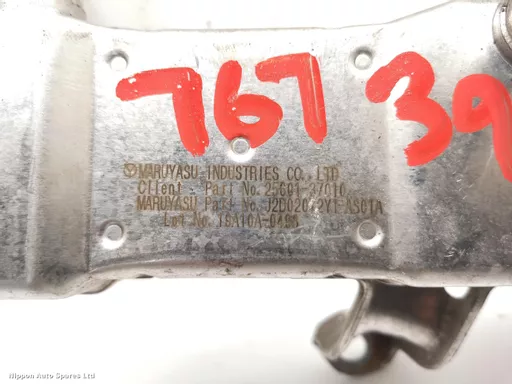 767 39
MARUYASU INDUSTRIES CO., LTD
Client Part No. 25601-37010
MARUYASU Part No. J2D02012Y1-AS01A
Lot No. 18A10A-0495
Nippon Auto Spares Ltd